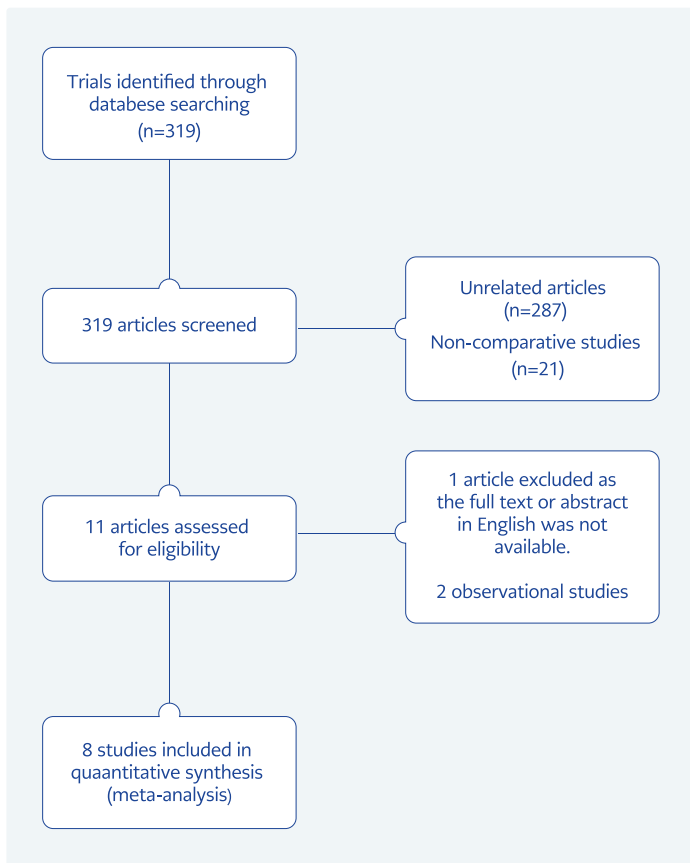 Trials identified through
databese searching
(n=319)
319 articles screened
Unrelated articles
(n=287)
Non-comparative studies
(n=21)
11 articles assessed
for eligibility
1 article excluded as
the full text or abstract
in English was not
available.
2 observational studies
8 studies included in
quaantitative synthesis
(meta-analysis)